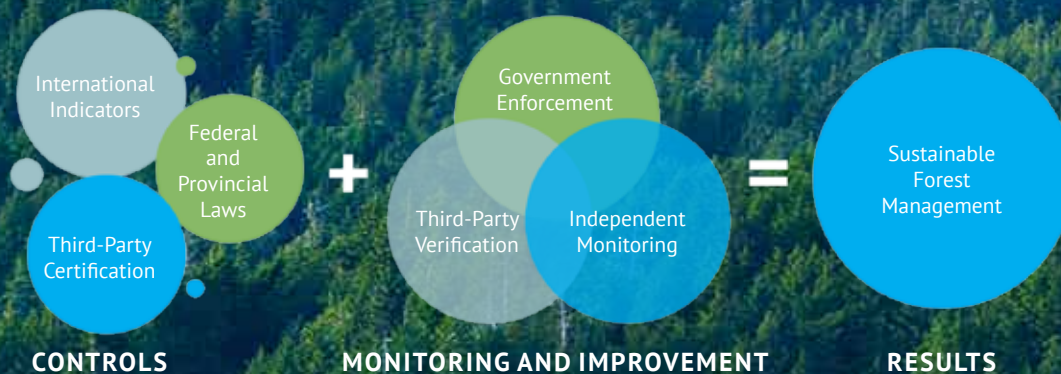 International
Indicators
Federal
and
Provincial
Laws
Third-Party
Certification
+
Government
Enforcement
Third-Party
Verification
Independent
Monitoring
=
Sustainable
Forest
Management
CONTROLS
MONITORING AND IMPROVEMENT
RESULTS